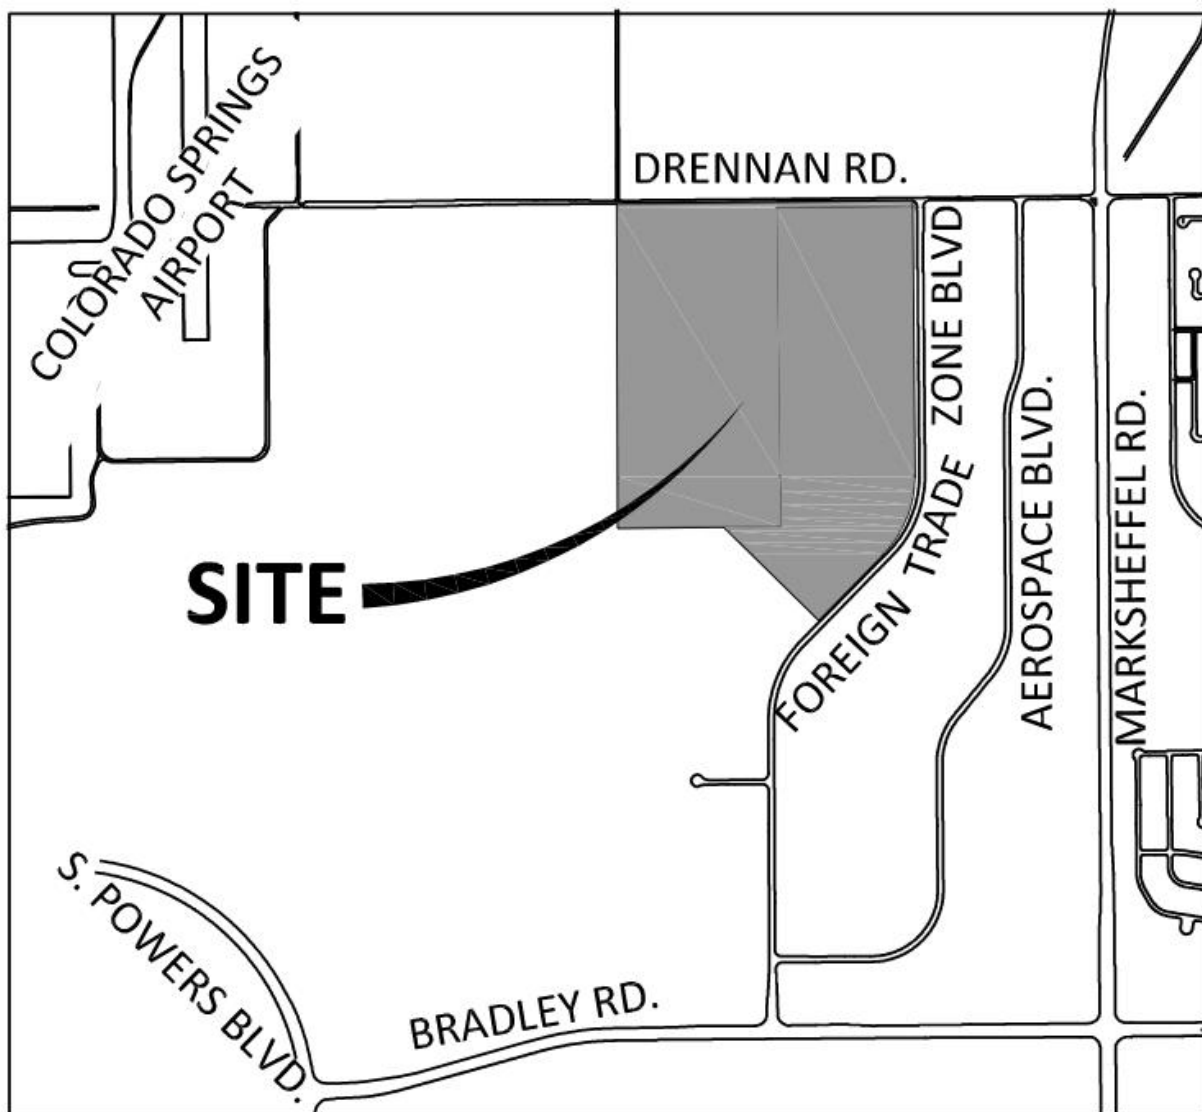 COLORADO SPRINGS
AIRPORT
DRENNAN RD.
FOREIGN TRADE ZONE BLVD
AEROSPACE BLVD.
MARKSHEFFEL RD.
SITE
S. POWERS BLVD.
BRADLEY RD.